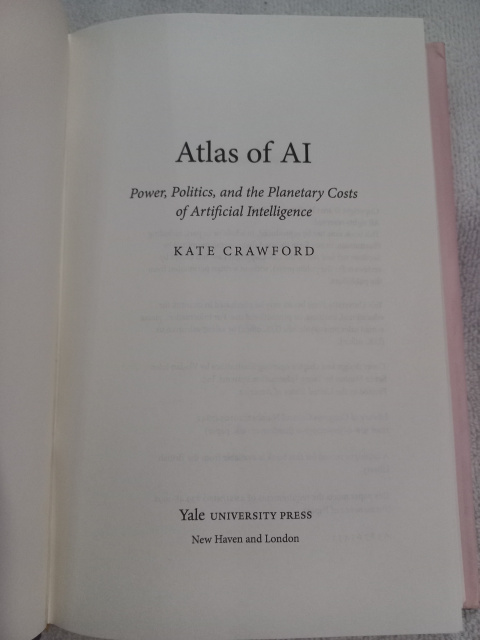 Atlas of AI
Power, Politics, and the Planetary Costs
of Artificial Intelligence
KATE CRAWFORD
Yale UNIVERSITY PRESS
New Haven and London